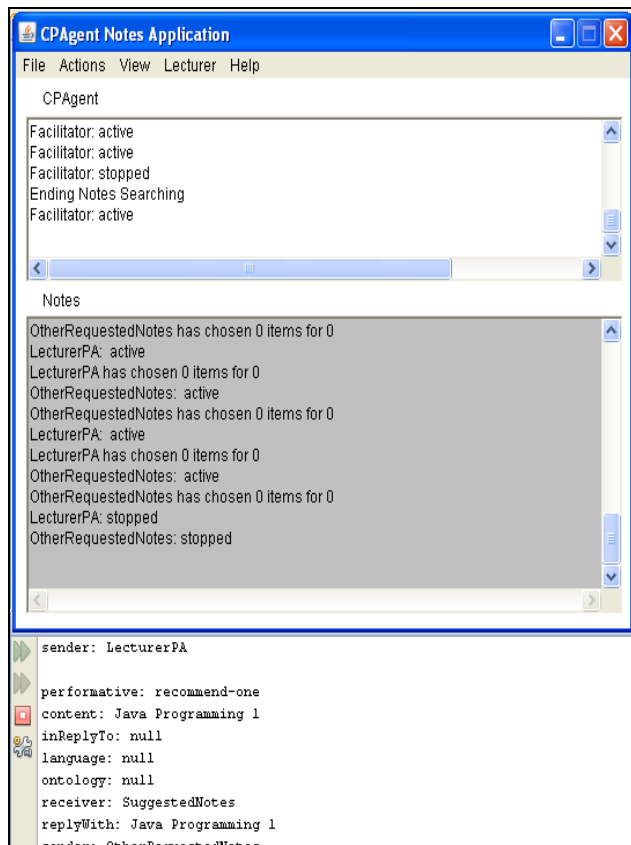 CPAgent Notes Application
File Actions View Lecturer Help
CPAgent
Facilitator: active
Facilitator: active
Facilitator: stopped
Ending Notes Searching
Facilitator: active
Notes
OtherRequestedNotes has chosen 0 items for 0
LecturerPA: active
LecturerPA has chosen 0 items for 0
OtherRequestedNotes: active
OtherRequestedNotes has chosen 0 items for 0
LecturerPA: active
LecturerPA has chosen 0 items for 0
OtherRequestedNotes: active
OtherRequestedNotes has chosen 0 items for 0
LecturerPA: stopped
OtherRequestedNotes: stopped
sender: LecturerPA
performative: recommend-one
content: Java Programming 1
inReplyTo: null
language: null
ontology: null
receiver: SuggestedNotes
replyWith: Java Programming 1
sender: OtherRequestedNotes